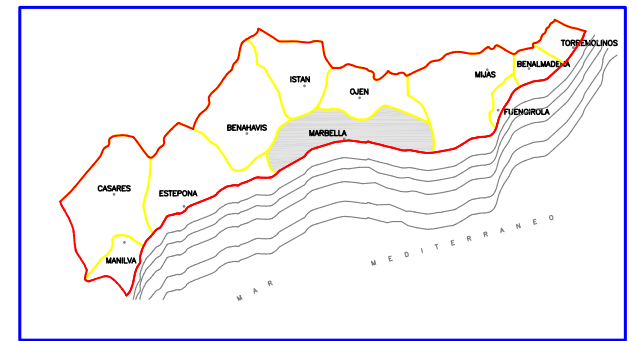 TORREMOLINOS
BENALMADENA
MIJAS
ISTAN
OJEN
FUENGIROLA
BENAHAVIS
MARBELLA
CASARES
ESTEPONA
MANILVA
MAR MEDITERRANEO